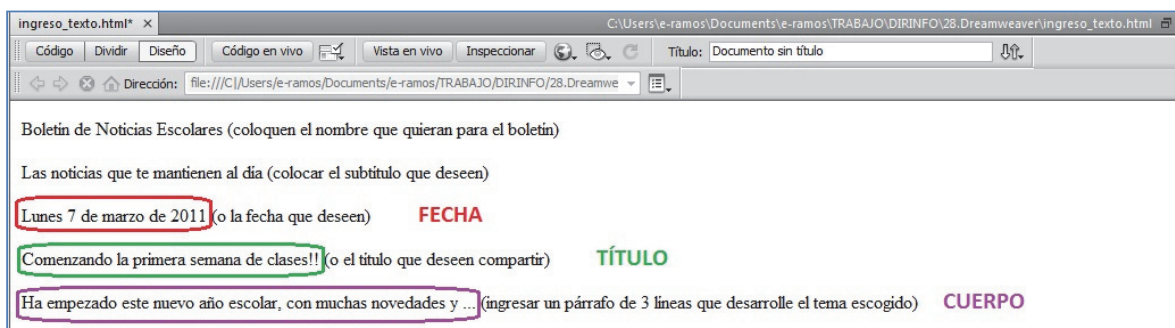 ingreso_texto.html* × C:\Users\e-ramos\Documents\e-ramos\TRABAJO\DIRINFO\28.Dreamweaver\ingreso_texto.html
Código Dividir Diseño Código en vivo Vista en vivo Inspeccionar Título: Documento sin título
Dirección: file:///C|/Users/e-ramos/Documents/e-ramos/TRABAJO/DIRINFO/28.Dreamwe
Boletín de Noticias Escolares (coloquen el nombre que quieran para el boletín)
Las noticias que te mantienen al día (colocar el subtítulo que deseen)
Lunes 7 de marzo de 2011 (o la fecha que deseen) FECHA
Comenzando la primera semana de clases!! (o el título que deseen compartir) TÍTULO
Ha empezado este nuevo año escolar, con muchas novedades y ... (ingresar un párrafo de 3 líneas que desarrolle el tema escogido) CUERPO